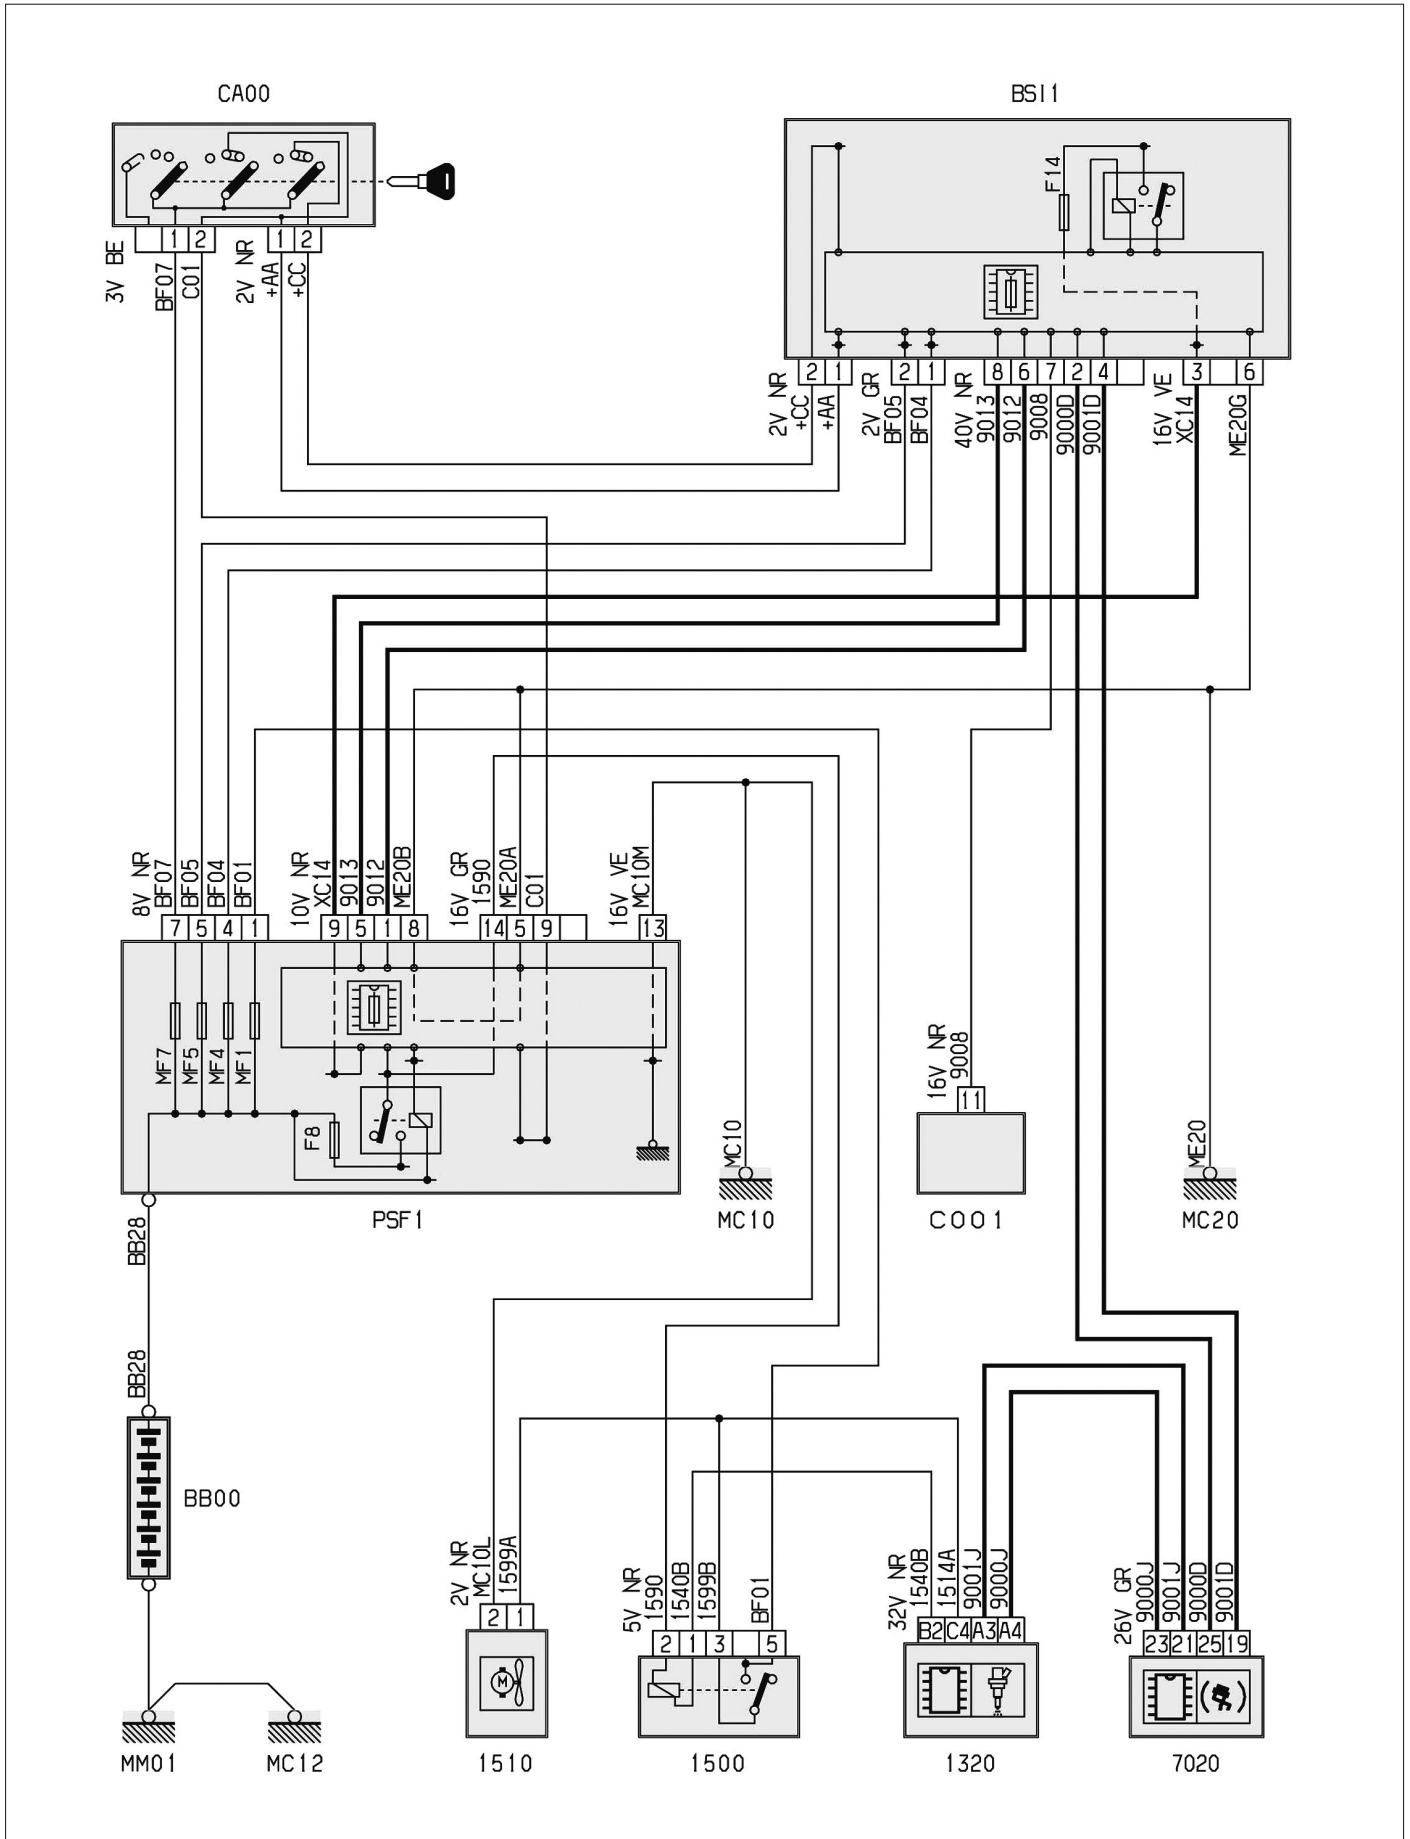 CA00
BSI1
F14
3V BE
1
2
2V NR
1
2
BF07
C01
+AA
+CC
2V NR
2
1
2V GR
2
1
40V NR
8
6
7
2
4
16V VE
3
6
+CC
+AA
BF05
BF04
9013
9012
9008
9000D
9001D
XC14
ME20G
8V NR
BF07
BF05
BF04
BF01
10V NR
XC14
9013
9012
ME20B
16V GR
1590
ME20A
C01
16V VE
MC10M
7
5
4
1
9
5
1
8
14
5
9
13
MF7
MF5
MF4
MF1
F8
PSF1
MC10
MC10
16V NR
9008
11
C001
ME20
MC20
BB28
BB28
BB00
MM01
MC12
2V NR
MC10L
1599A
2
1
M
1510
5V NR
1590
1540B
1599B
BF01
2
1
3
5
1500
32V NR
1540B
1514A
9001J
9000J
B2
C4
A3
A4
1320
26V GR
9000J
9001J
9000D
9001D
23
21
25
19
7020